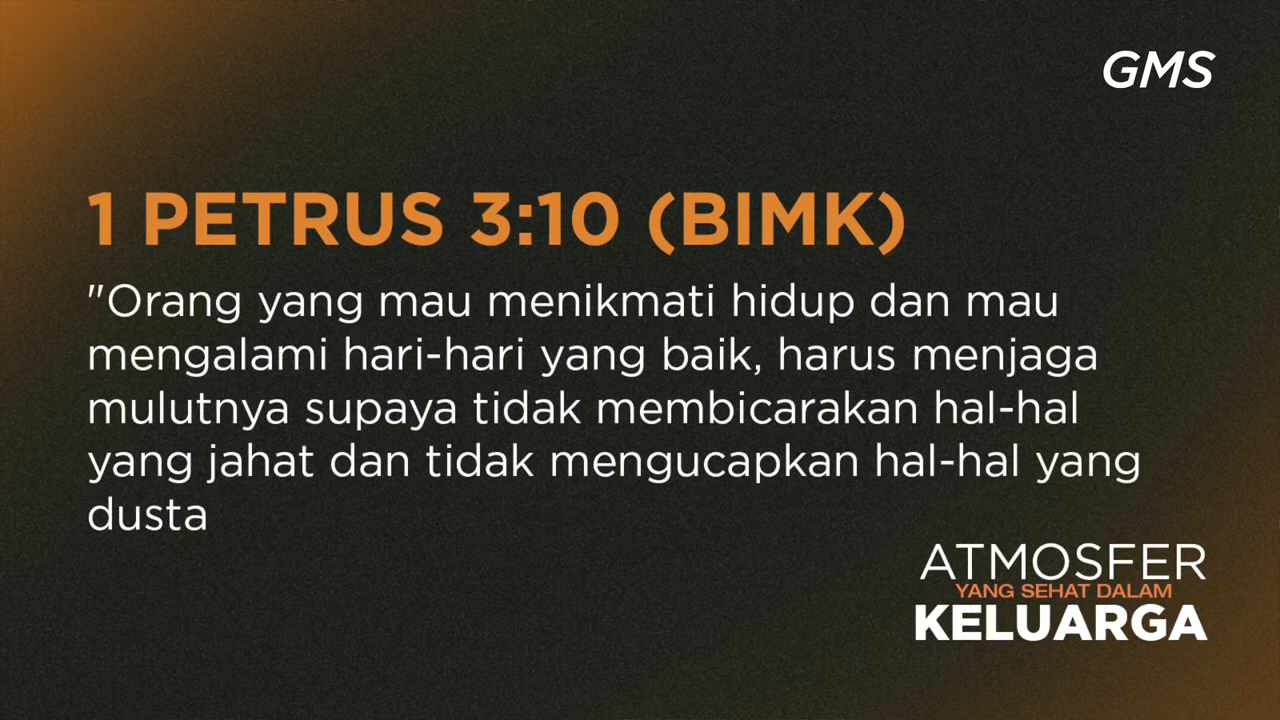 GMS
1 PETRUS 3:10 (BIMK)
"Orang yang mau menikmati hidup dan mau
mengalami hari-hari yang baik, harus menjaga
mulutnya supaya tidak membicarakan hal-hal
yang jahat dan tidak mengucapkan hal-hal yang
dusta
ATMOSFER
YANG SEHAT DALAM
KELUARGA